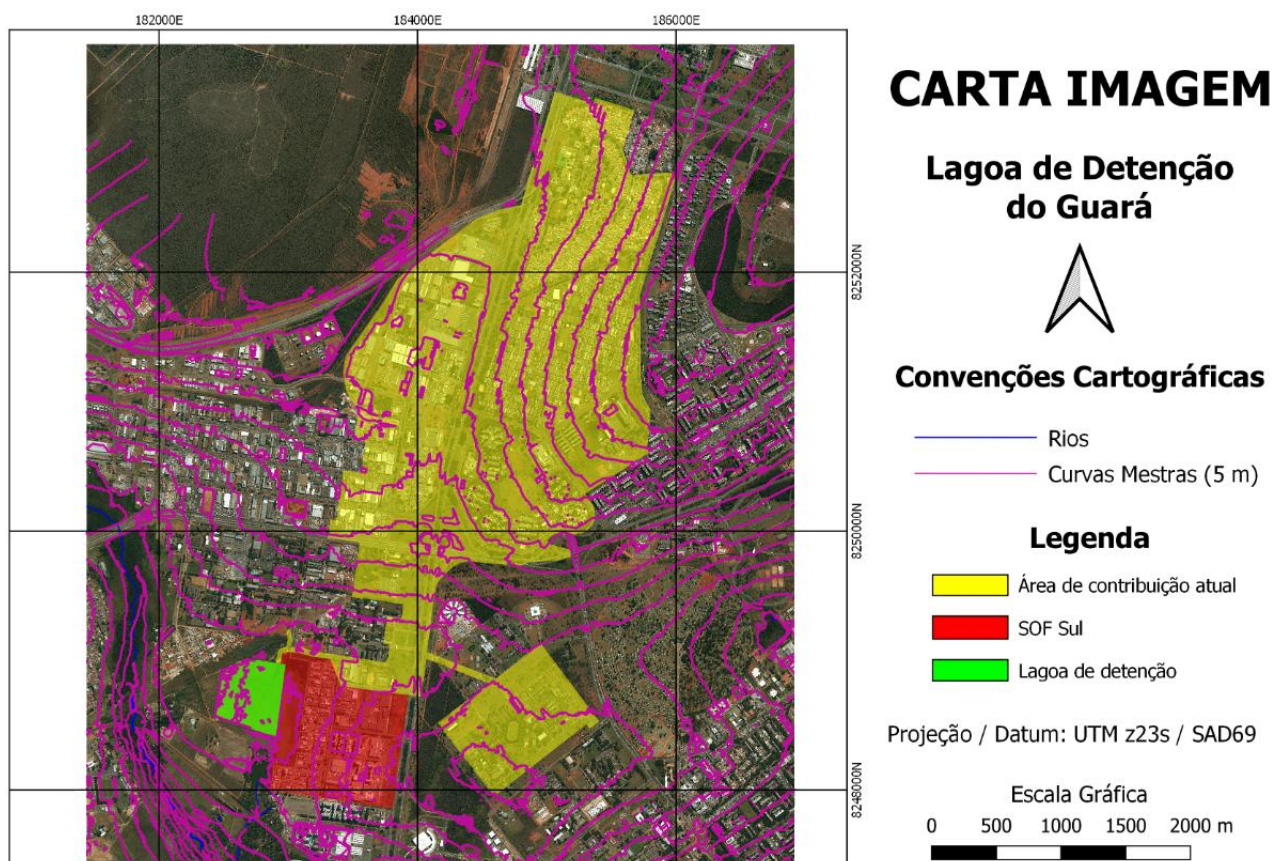 182000E
184000E
186000E
8252000N
8250000N
8248000N
CARTA IMAGEM
Lagoa de Detenção
do Guará
Convenções Cartográficas
Rios
Curvas Mestras (5 m)
Legenda
Área de contribuição atual
SOF Sul
Lagoa de detenção
Projeção / Datum: UTM z23s / SAD69
Escala Gráfica
0 500 1000 1500 2000 m